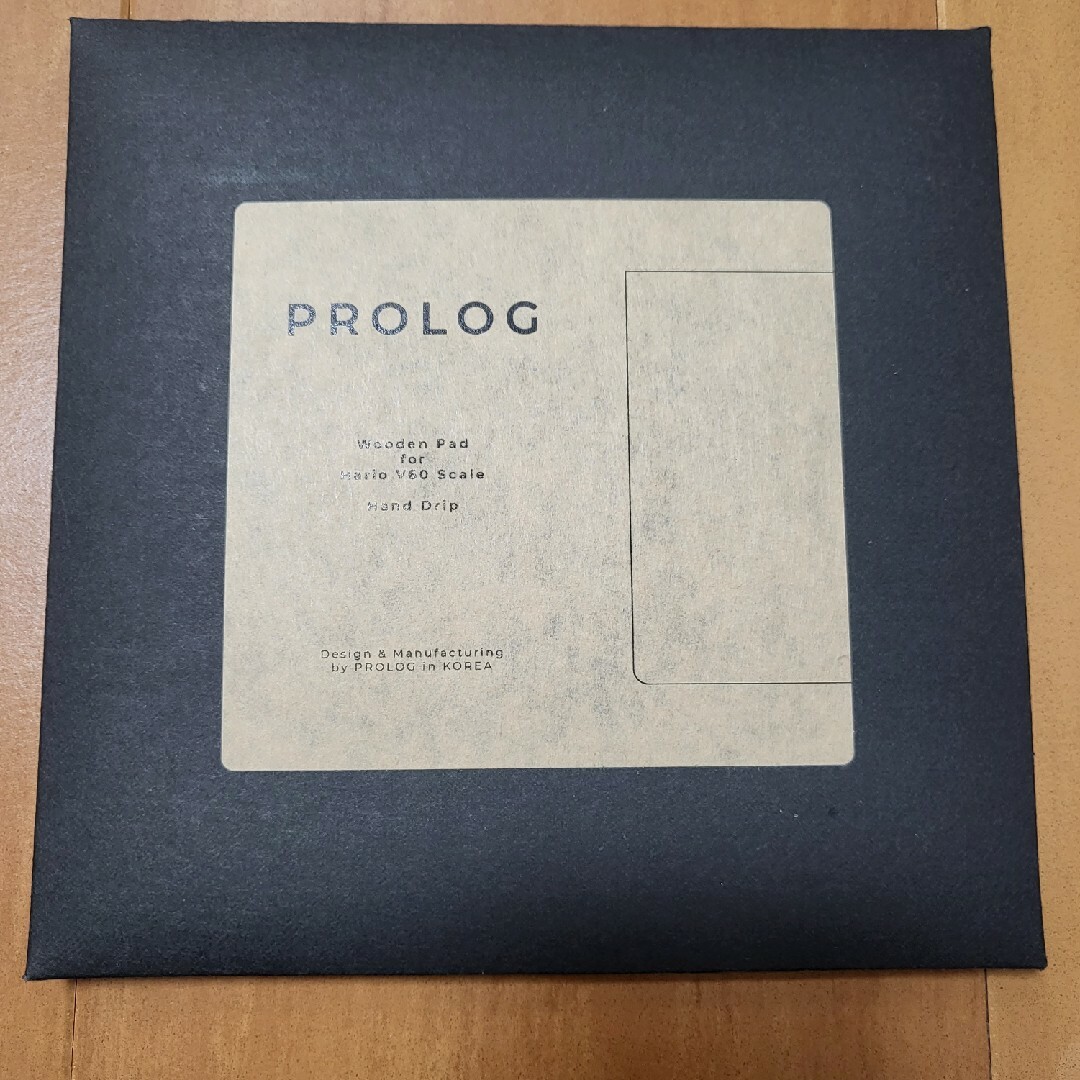 PROLOG
Wooden Pad
for
Hario V60 Scale
Hand Drip
Design & Manufacturing
by PROLOG in KOREA